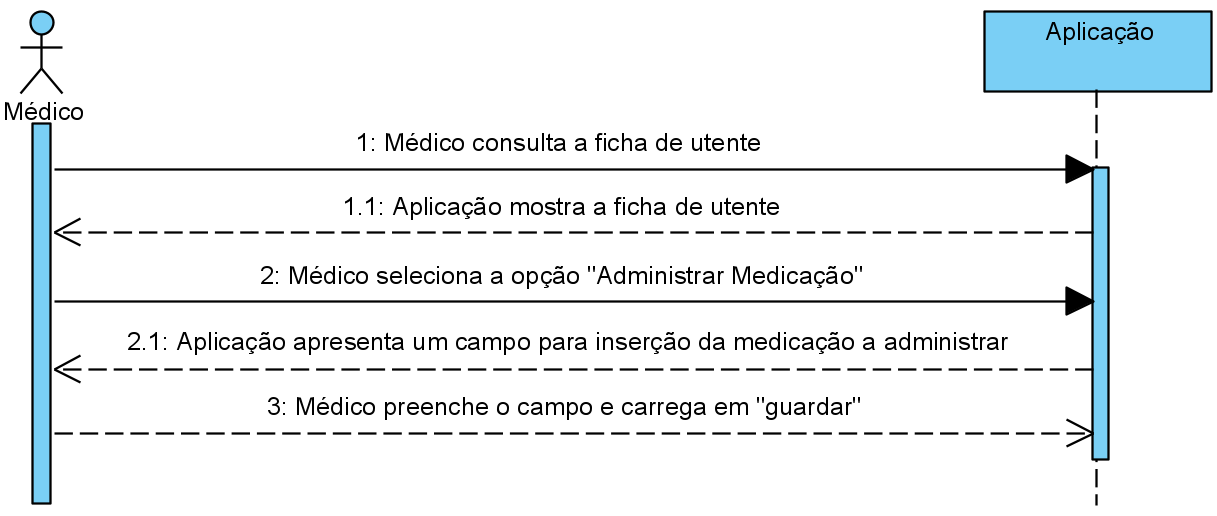 Aplicação
Médico
1: Médico consulta a ficha de utente
1.1: Aplicação mostra a ficha de utente
2: Médico seleciona a opção "Administrar Medicação"
2.1: Aplicação apresenta um campo para inserção da medicação a administrar
3: Médico preenche o campo e carrega em "guardar"